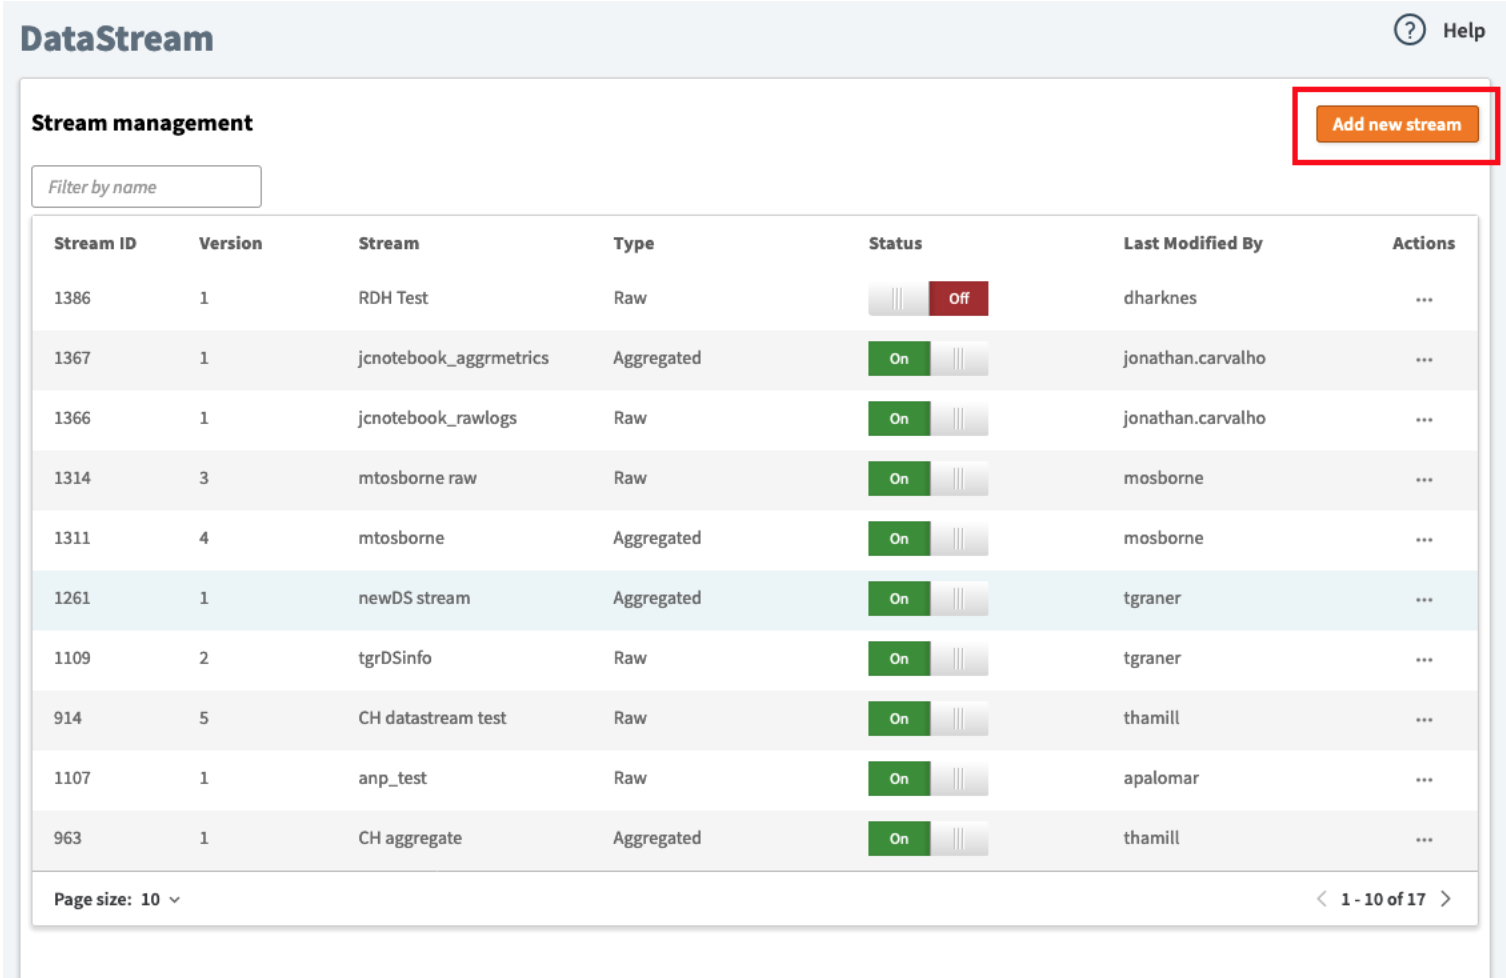 DataStream
? Help
Stream management
Add new stream
Filter by name
Stream ID Version Stream Type Status Last Modified By Actions
1386 1 RDH Test Raw Off dharknes ...
1367 1 jcnotebook_aggrmetrics Aggregated On jonathan.carvalho ...
1366 1 jcnotebook_rawlogs Raw On jonathan.carvalho ...
1314 3 mtosborne raw Raw On mosborne ...
1311 4 mtosborne Aggregated On mosborne ...
1261 1 newDS stream Aggregated On tgraner ...
1109 2 tgrDSinfo Raw On tgraner ...
914 5 CH datastream test Raw On thamill ...
1107 1 anp_test Raw On apalomar ...
963 1 CH aggregate Aggregated On thamill ...
Page size: 10 1 - 10 of 17